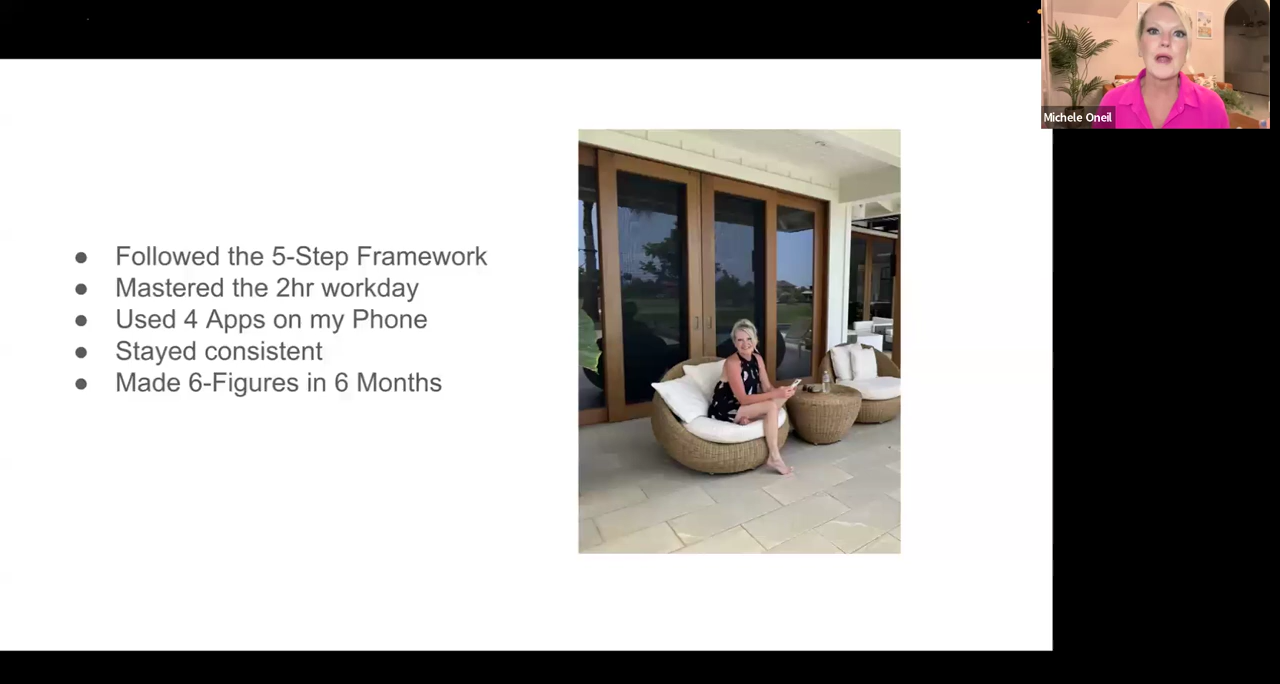 Michele Oneil
● Followed the 5-Step Framework
● Mastered the 2hr workday
● Used 4 Apps on my Phone
● Stayed consistent
● Made 6-Figures in 6 Months